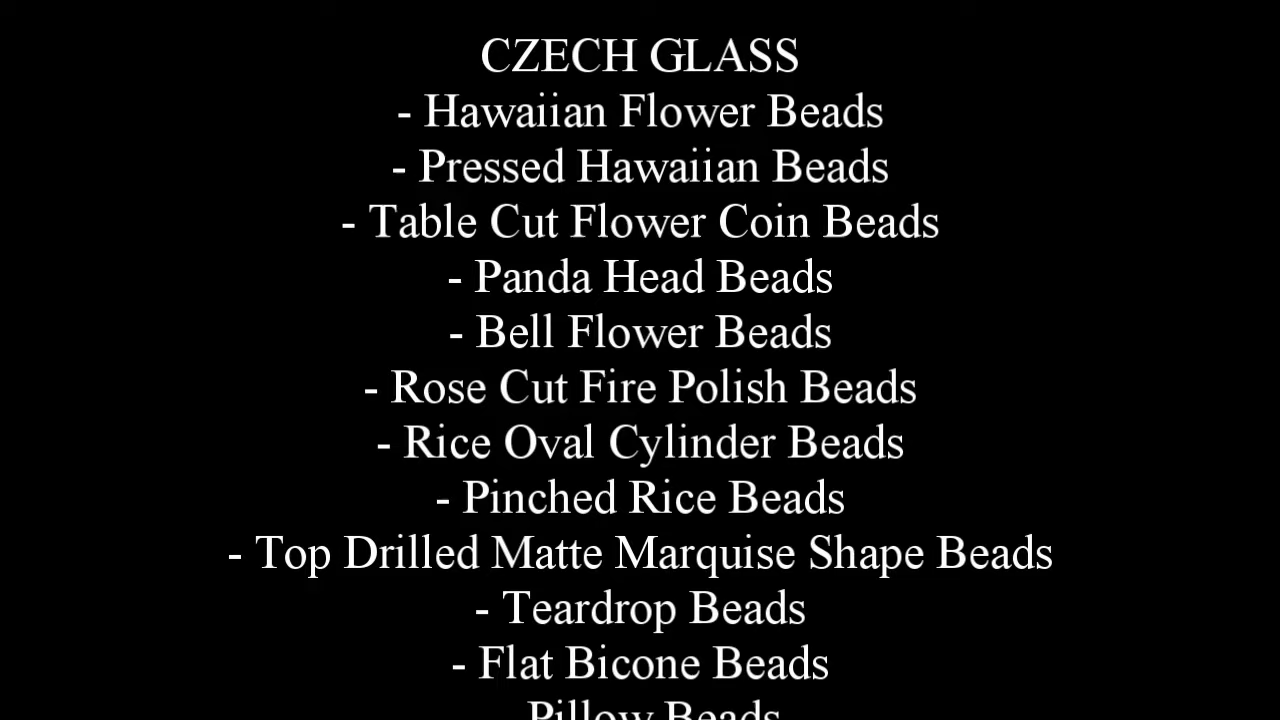 CZECH GLASS
- Hawaiian Flower Beads
- Pressed Hawaiian Beads
- Table Cut Flower Coin Beads
- Panda Head Beads
- Bell Flower Beads
- Rose Cut Fire Polish Beads
- Rice Oval Cylinder Beads
- Pinched Rice Beads
- Top Drilled Matte Marquise Shape Beads
- Teardrop Beads
- Flat Bicone Beads
Pillow Beads